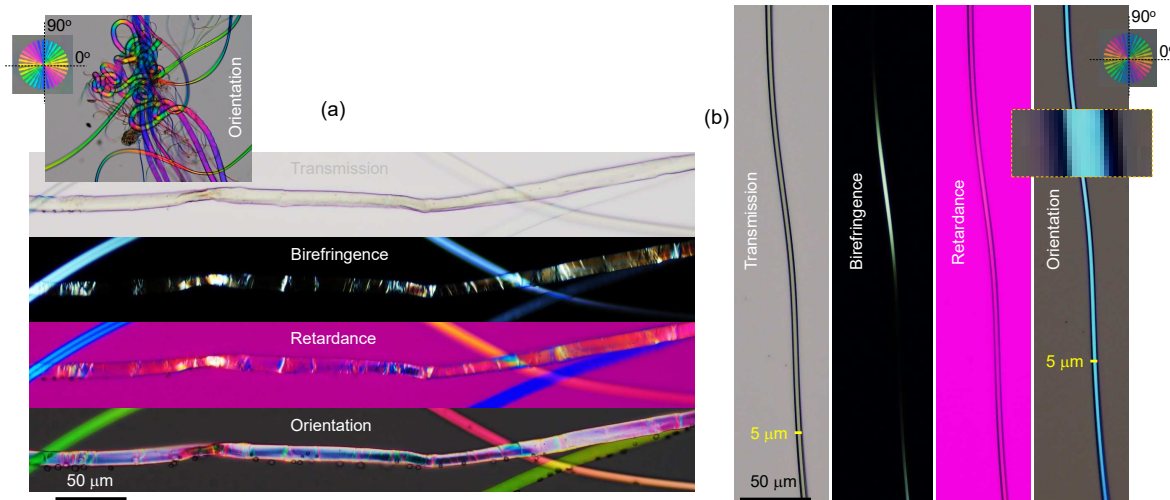 90º
0º
Orientation
(a)
Transmission
Birefringence
Retardance
Orientation
50 µm
(b)
Transmission
5 µm
50 µm
Birefringence
Retardance
Orientation
5 µm
90º
0º